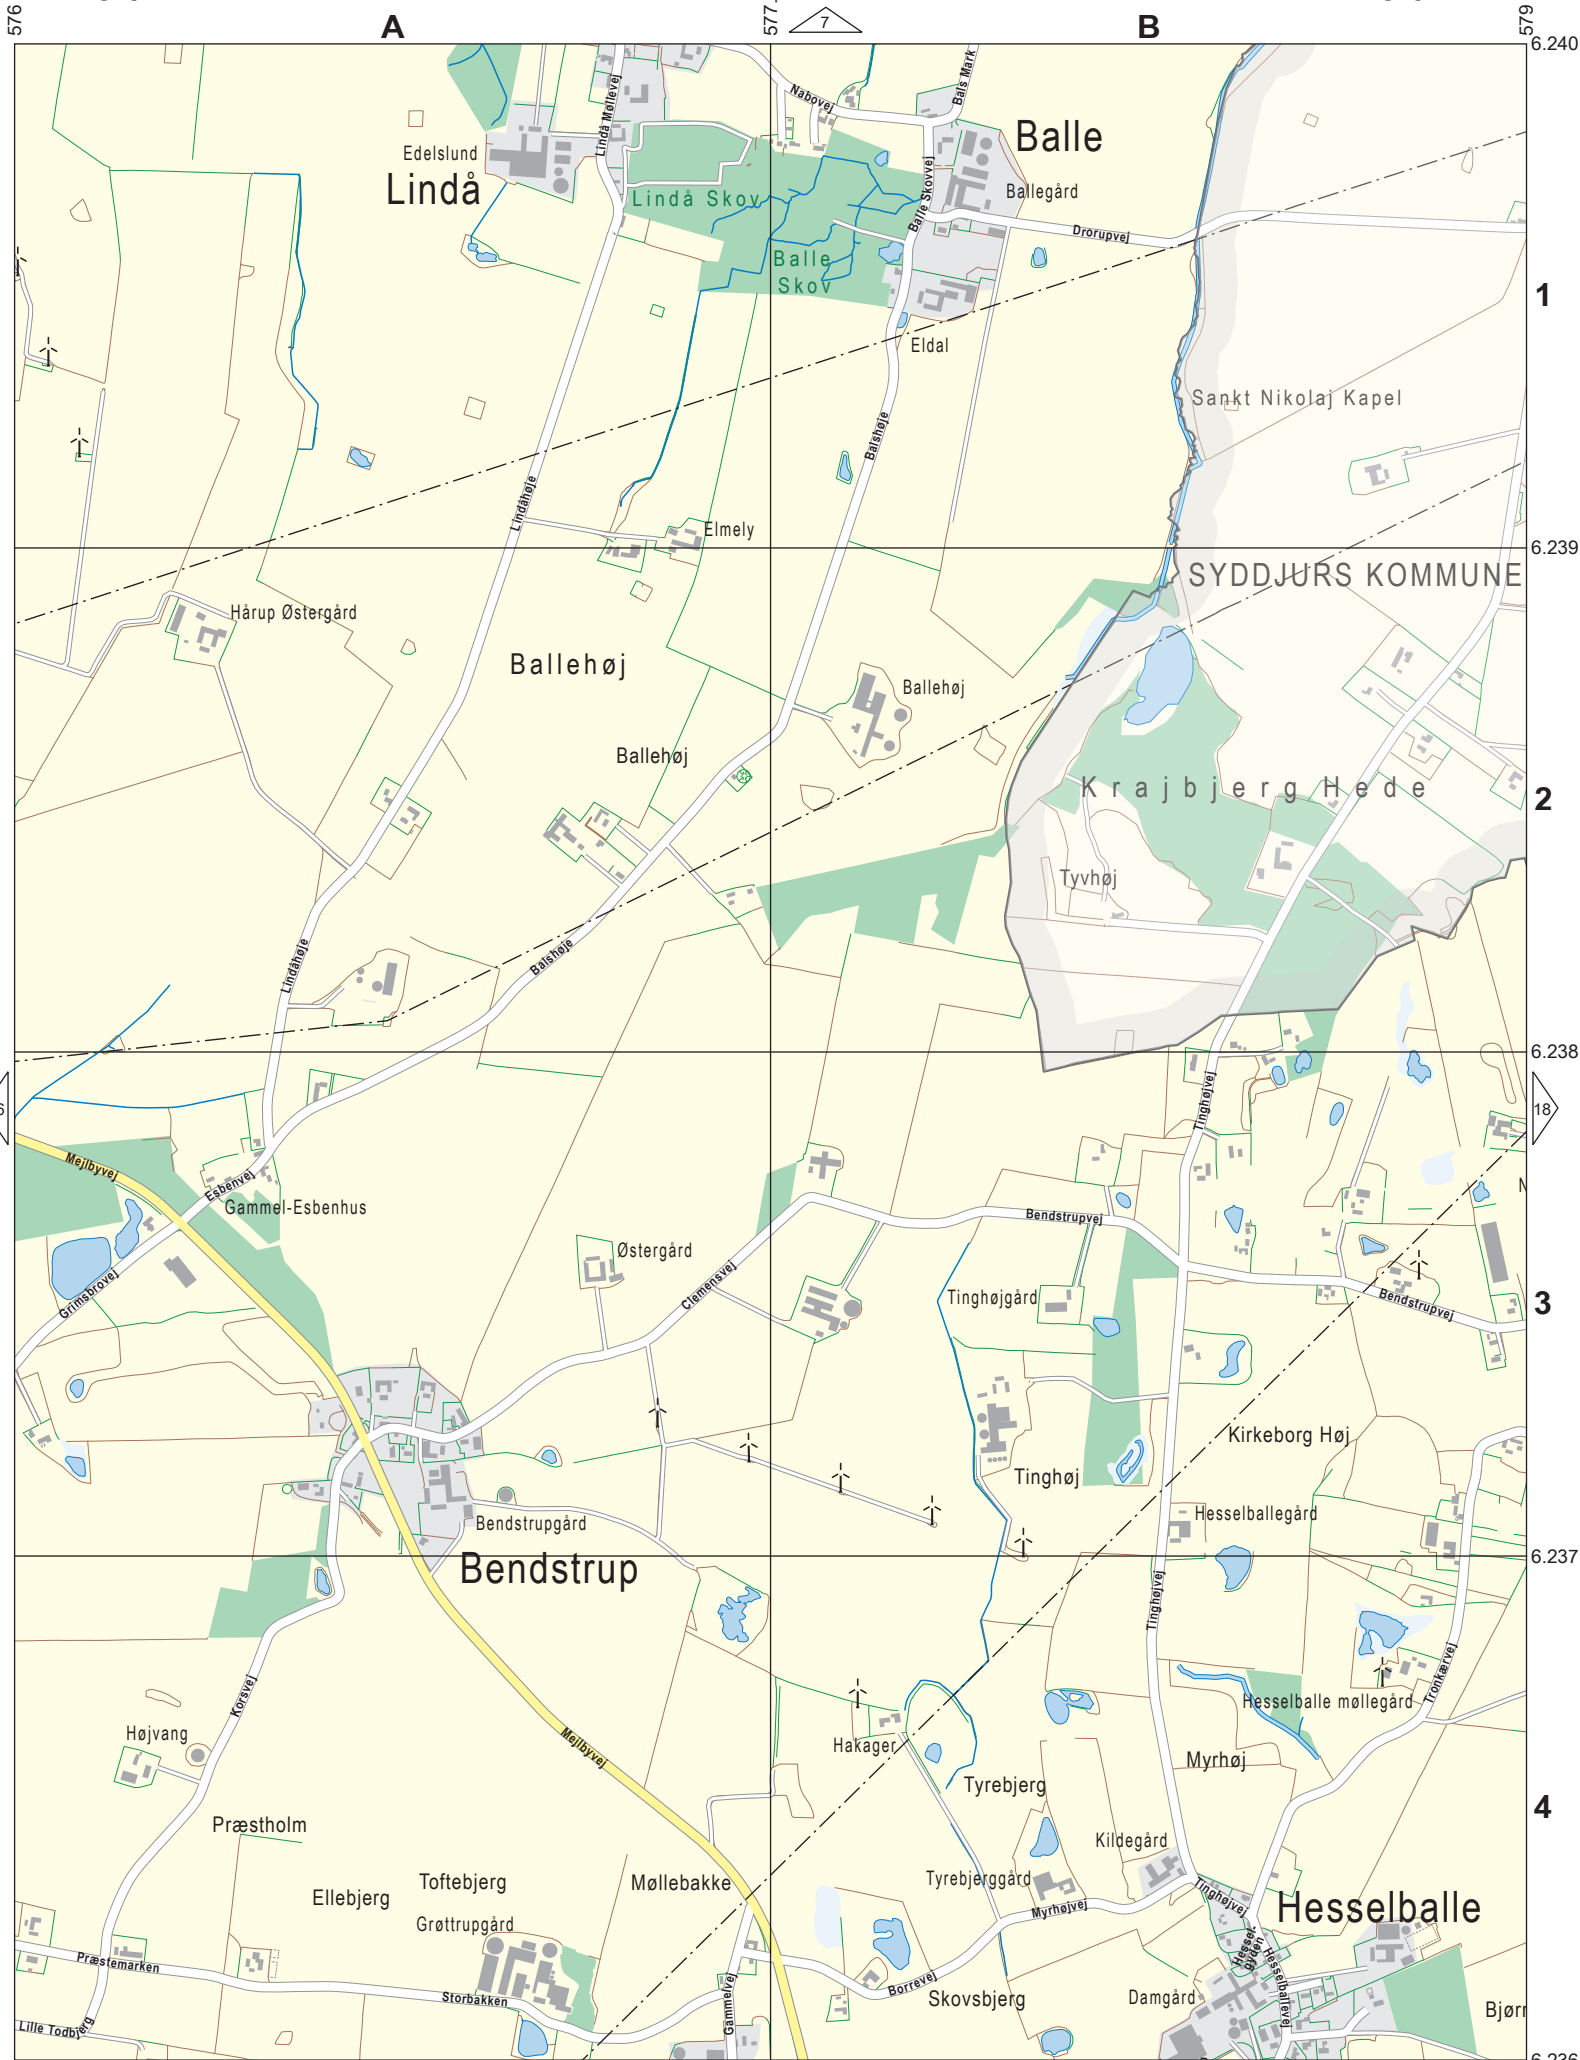 576
A
577
7
B
579
6.240
Nabovej
Bals Mark
Lindå Møllevej
Balle
Edelslund
Lindå
Lindå Skov
Balle Skovvej
Ballegård
Drorupvej
Balle
Skov
1
Eldal
Sankt Nikolaj Kapel
Balshøje
Lindåhøje
Elmely
6.239
SYDDJURS KOMMUNE
Hårup Østergård
Ballehøj
Ballehøj
Ballehøj
Krajbjerg Hede
2
Tyvhøj
Lindåhøje
Balshøje
6.238
Tinghøjvej
18
Mejlbyvej
Esbenvej
Gammel-Esbenhus
Bendstrupvej
Østergård
Grimsbrovej
Clemensvej
Tinghøjgård
Bendstrupvej
3
Kirkeborg Høj
Tinghøj
Bendstrupgård
Hesselballegård
Bendstrup
6.237
Tinghøjvej
Korsvej
Tronkærvej
Hesselballe møllegård
Højvang
Mejlbyvej
Hakager
Myrhøj
Tyrebjerg
4
Præstholm
Kildegård
Toftebjerg
Møllebakke
Tyrebjerggård
Ellebjerg
Tinghøjvej
Myrhøjvej
Hesselballe
Grøttrupgård
Hessel-
gyden
Hesselballevej
Præstemarken
Borrevej
Storbakken
Skovsbjerg
Damgård
Gammelvej
Lille Todbjerg